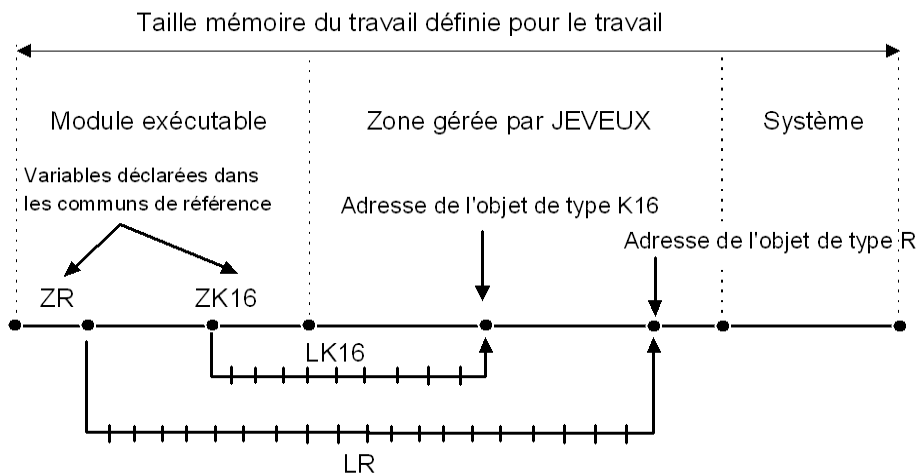 Taille mémoire du travail définie pour le travail
Module exécutable
Zone gérée par JEVEUX
Système
Variables déclarées dans
les communs de référence
Adresse de l'objet de type K16
Adresse de l'objet de type R
ZR
ZK16
LK16
LR